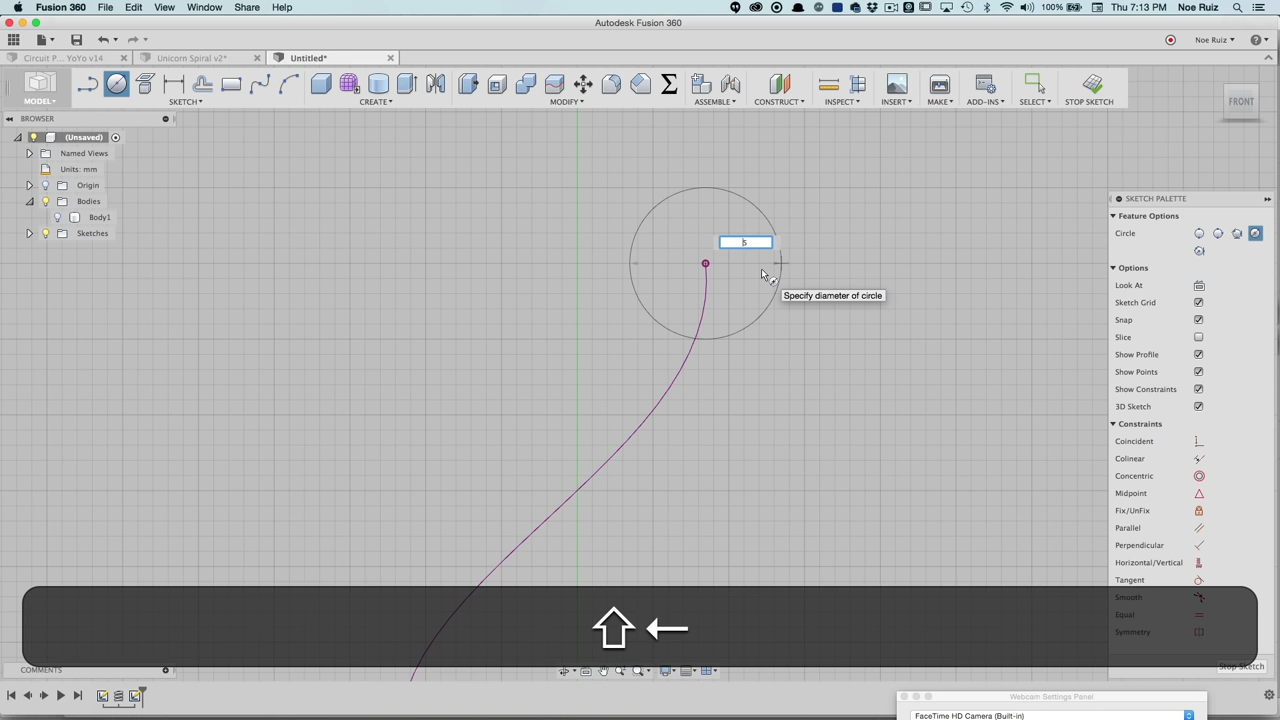 Fusion 360 File Edit View Window Share Help
100% Thu 7:13 PM Noe Ruiz
Autodesk Fusion 360
Noe Ruiz
Circuit P... YoYo v14
Unicorn Spiral v2*
Untitled*
MODEL
SKETCH
CREATE
MODIFY
ASSEMBLE
CONSTRUCT
INSPECT
INSERT
MAKE
ADD-INS
SELECT
STOP SKETCH
FRONT
BROWSER
(Unsaved)
Named Views
Units: mm
Origin
Bodies
Body1
Sketches
5
Specify diameter of circle
SKETCH PALETTE
Feature Options
Circle
Options
Look At
Sketch Grid
Snap
Slice
Show Profile
Show Points
Show Constraints
3D Sketch
Constraints
Coincident
Colinear
Concentric
Midpoint
Fix/UnFix
Parallel
Perpendicular
Horizontal/Vertical
Tangent
Smooth
Equal
Symmetry
Stop Sketch
COMMENTS
Webcam Settings Panel
FaceTime HD Camera (Built-in)